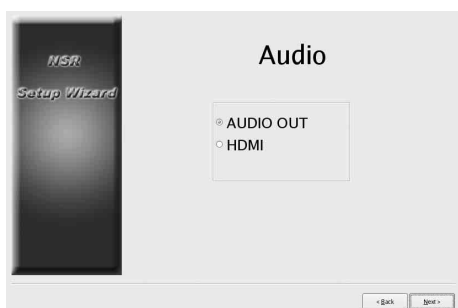 NSR
Setup Wizard
Audio
AUDIO OUT
HDMI
< Back
Next >